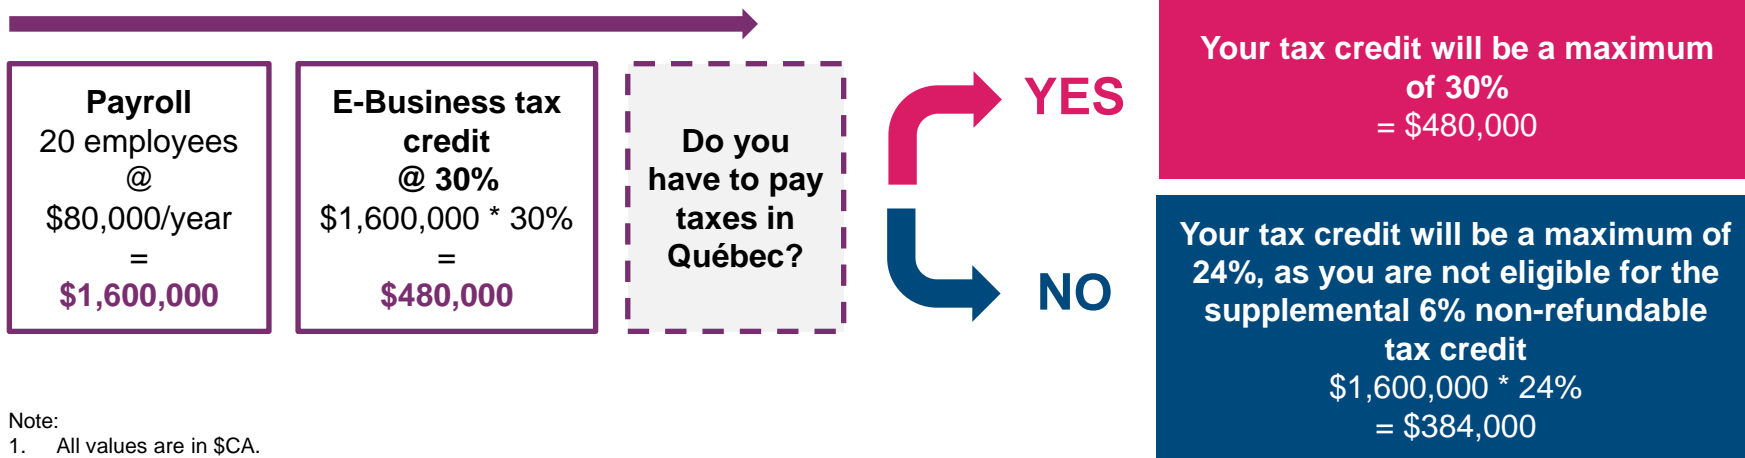 Payroll
20 employees
@
$80,000/year
=
$1,600,000
E-Business tax
credit
@ 30%
$1,600,000 * 30%
=
$480,000
Do you
have to pay
taxes in
Québec?
YES
NO
Your tax credit will be a maximum
of 30%
= $480,000
Your tax credit will be a maximum of
24%, as you are not eligible for the
supplemental 6% non-refundable
tax credit
$1,600,000 * 24%
= $384,000
Note:
1. All values are in $CA.